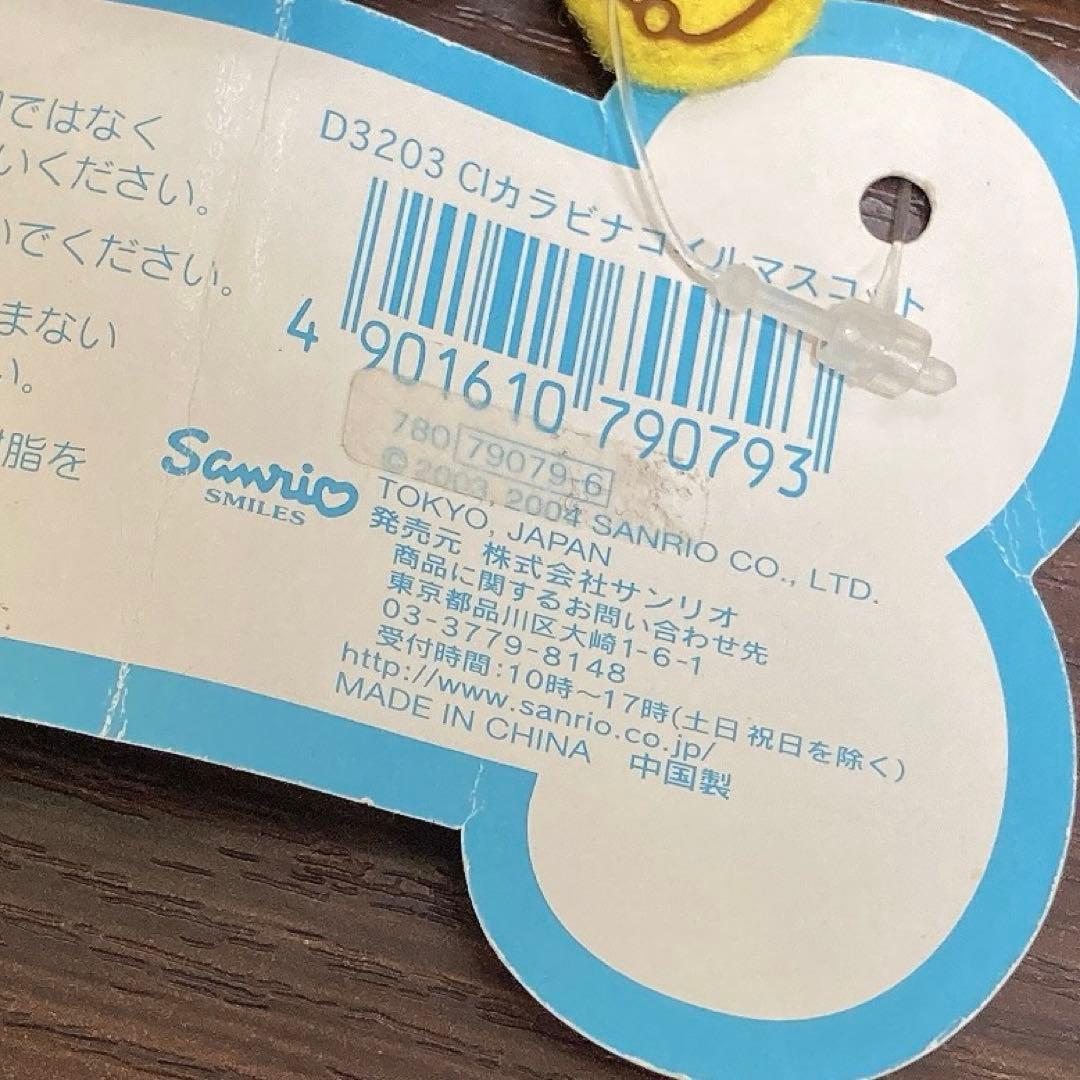 ではなく
いください。
いでください。
まない
い。
樹脂を
D3203 CIカラビナコイルマスコット
4 901610 790793
780 79079-6
© 2003, 2004 SANRIO CO., LTD.
Sanrio
SMILES
TOKYO, JAPAN
発売元 株式会社サンリオ
商品に関するお問い合わせ先
東京都品川区大崎1-6-1
03-3779-8148
受付時間:10時~17時(土日 祝日を除く)
http://www.sanrio.co.jp/
MADE IN CHINA 中国製